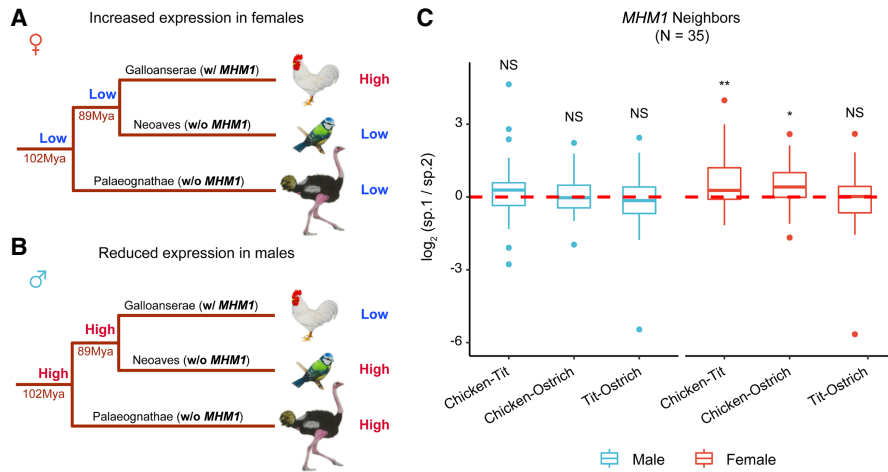 A
Increased expression in females
♀
Galloanserae (w/ MHM1)
High
Low
89Mya
Neoaves (w/o MHM1)
Low
Low
102Mya
Palaeognathae (w/o MHM1)
Low
B
Reduced expression in males
♂
Galloanserae (w/ MHM1)
Low
High
89Mya
Neoaves (w/o MHM1)
High
High
102Mya
Palaeognathae (w/o MHM1)
High
C
MHM1 Neighbors
(N = 35)
NS
NS
NS
**
*
NS
3
0
-3
-6
log2 (sp.1 / sp.2)
Chicken-Tit
Chicken-Ostrich
Tit-Ostrich
Chicken-Tit
Chicken-Ostrich
Tit-Ostrich
Male
Female